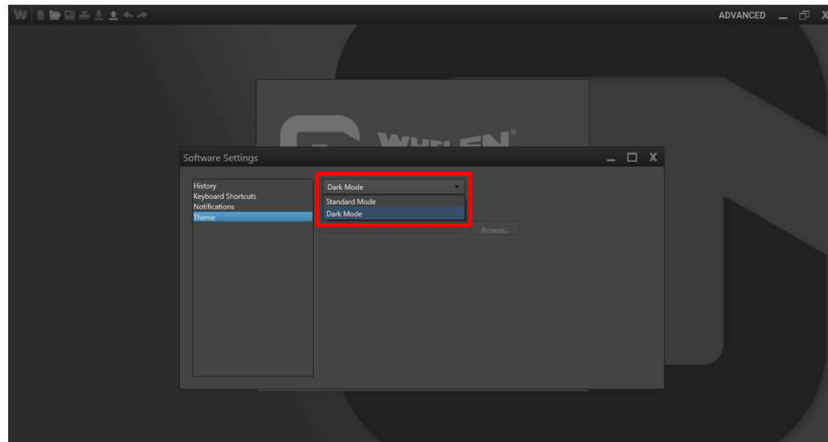 W
ADVANCED
WHELEN®
Software Settings
History
Keyboard Shortcuts
Notifications
Theme
Dark Mode
Standard Mode
Dark Mode
Browse...